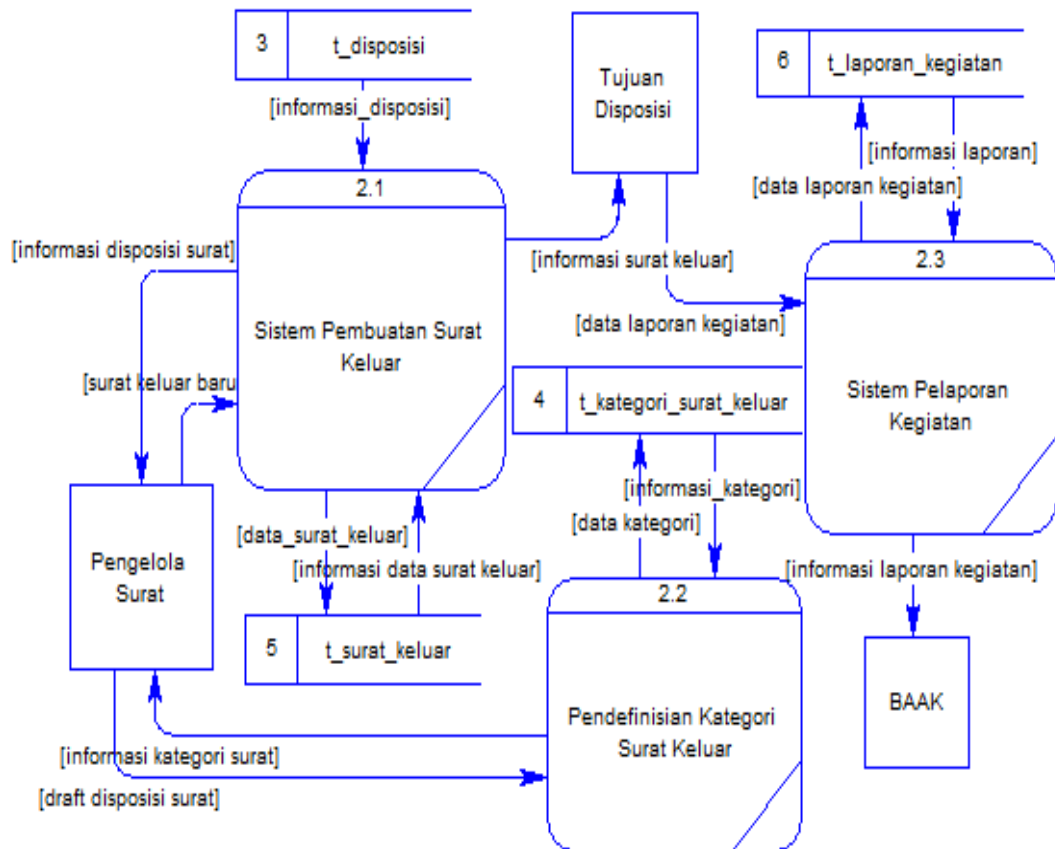 3
t_disposisi
[informasi_disposisi]
Tujuan
Disposisi
6
t_laporan_kegiatan
[informasi laporan]
[data laporan kegiatan]
2.1
[informasi disposisi surat]
[informasi surat keluar]
2.3
Sistem Pembuatan Surat
Keluar
[data laporan kegiatan]
[surat keluar baru
4
t_kategori_surat_keluar
Sistem Pelaporan
Kegiatan
[informasi_kategori]
[data kategori]
Pengelola
Surat
[data_surat_keluar]
[informasi data surat keluar]
[informasi laporan kegiatan]
2.2
5
t_surat_keluar
BAAK
Pendefinisian Kategori
Surat Keluar
[informasi kategori surat]
[draft disposisi surat]